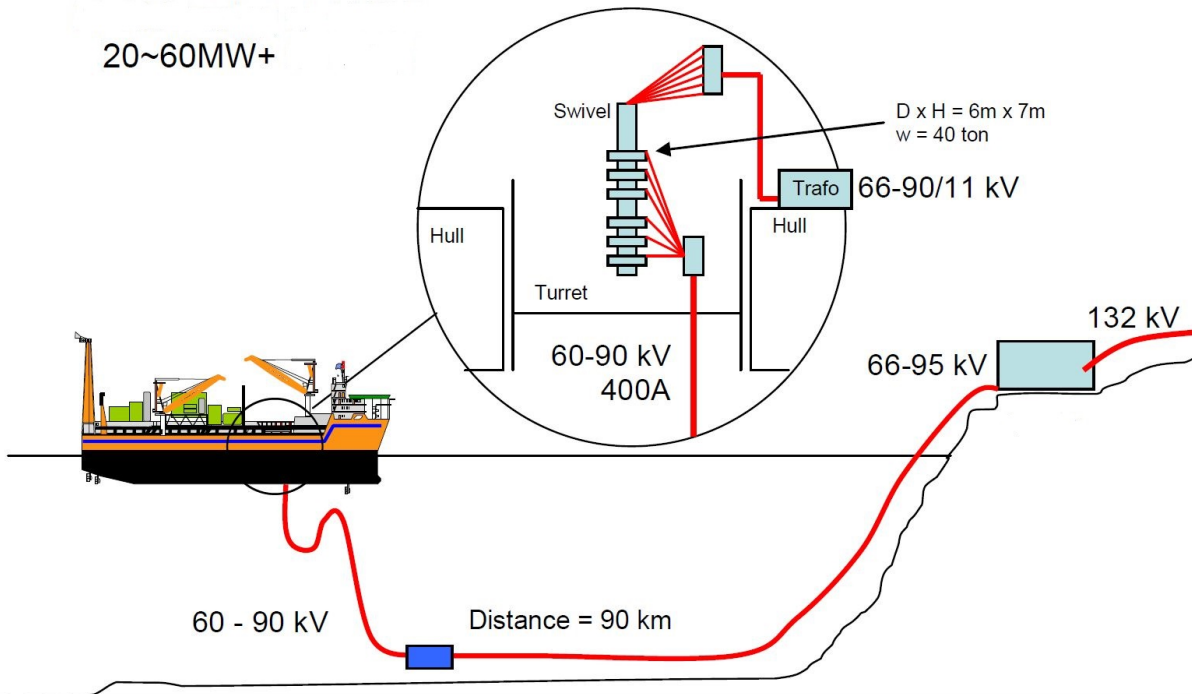 20~60MW+
Swivel
D x H = 6m x 7m
w = 40 ton
Trafo
66-90/11 kV
Hull
Hull
Turret
60-90 kV
400A
132 kV
66-95 kV
60 - 90 kV
Distance = 90 km